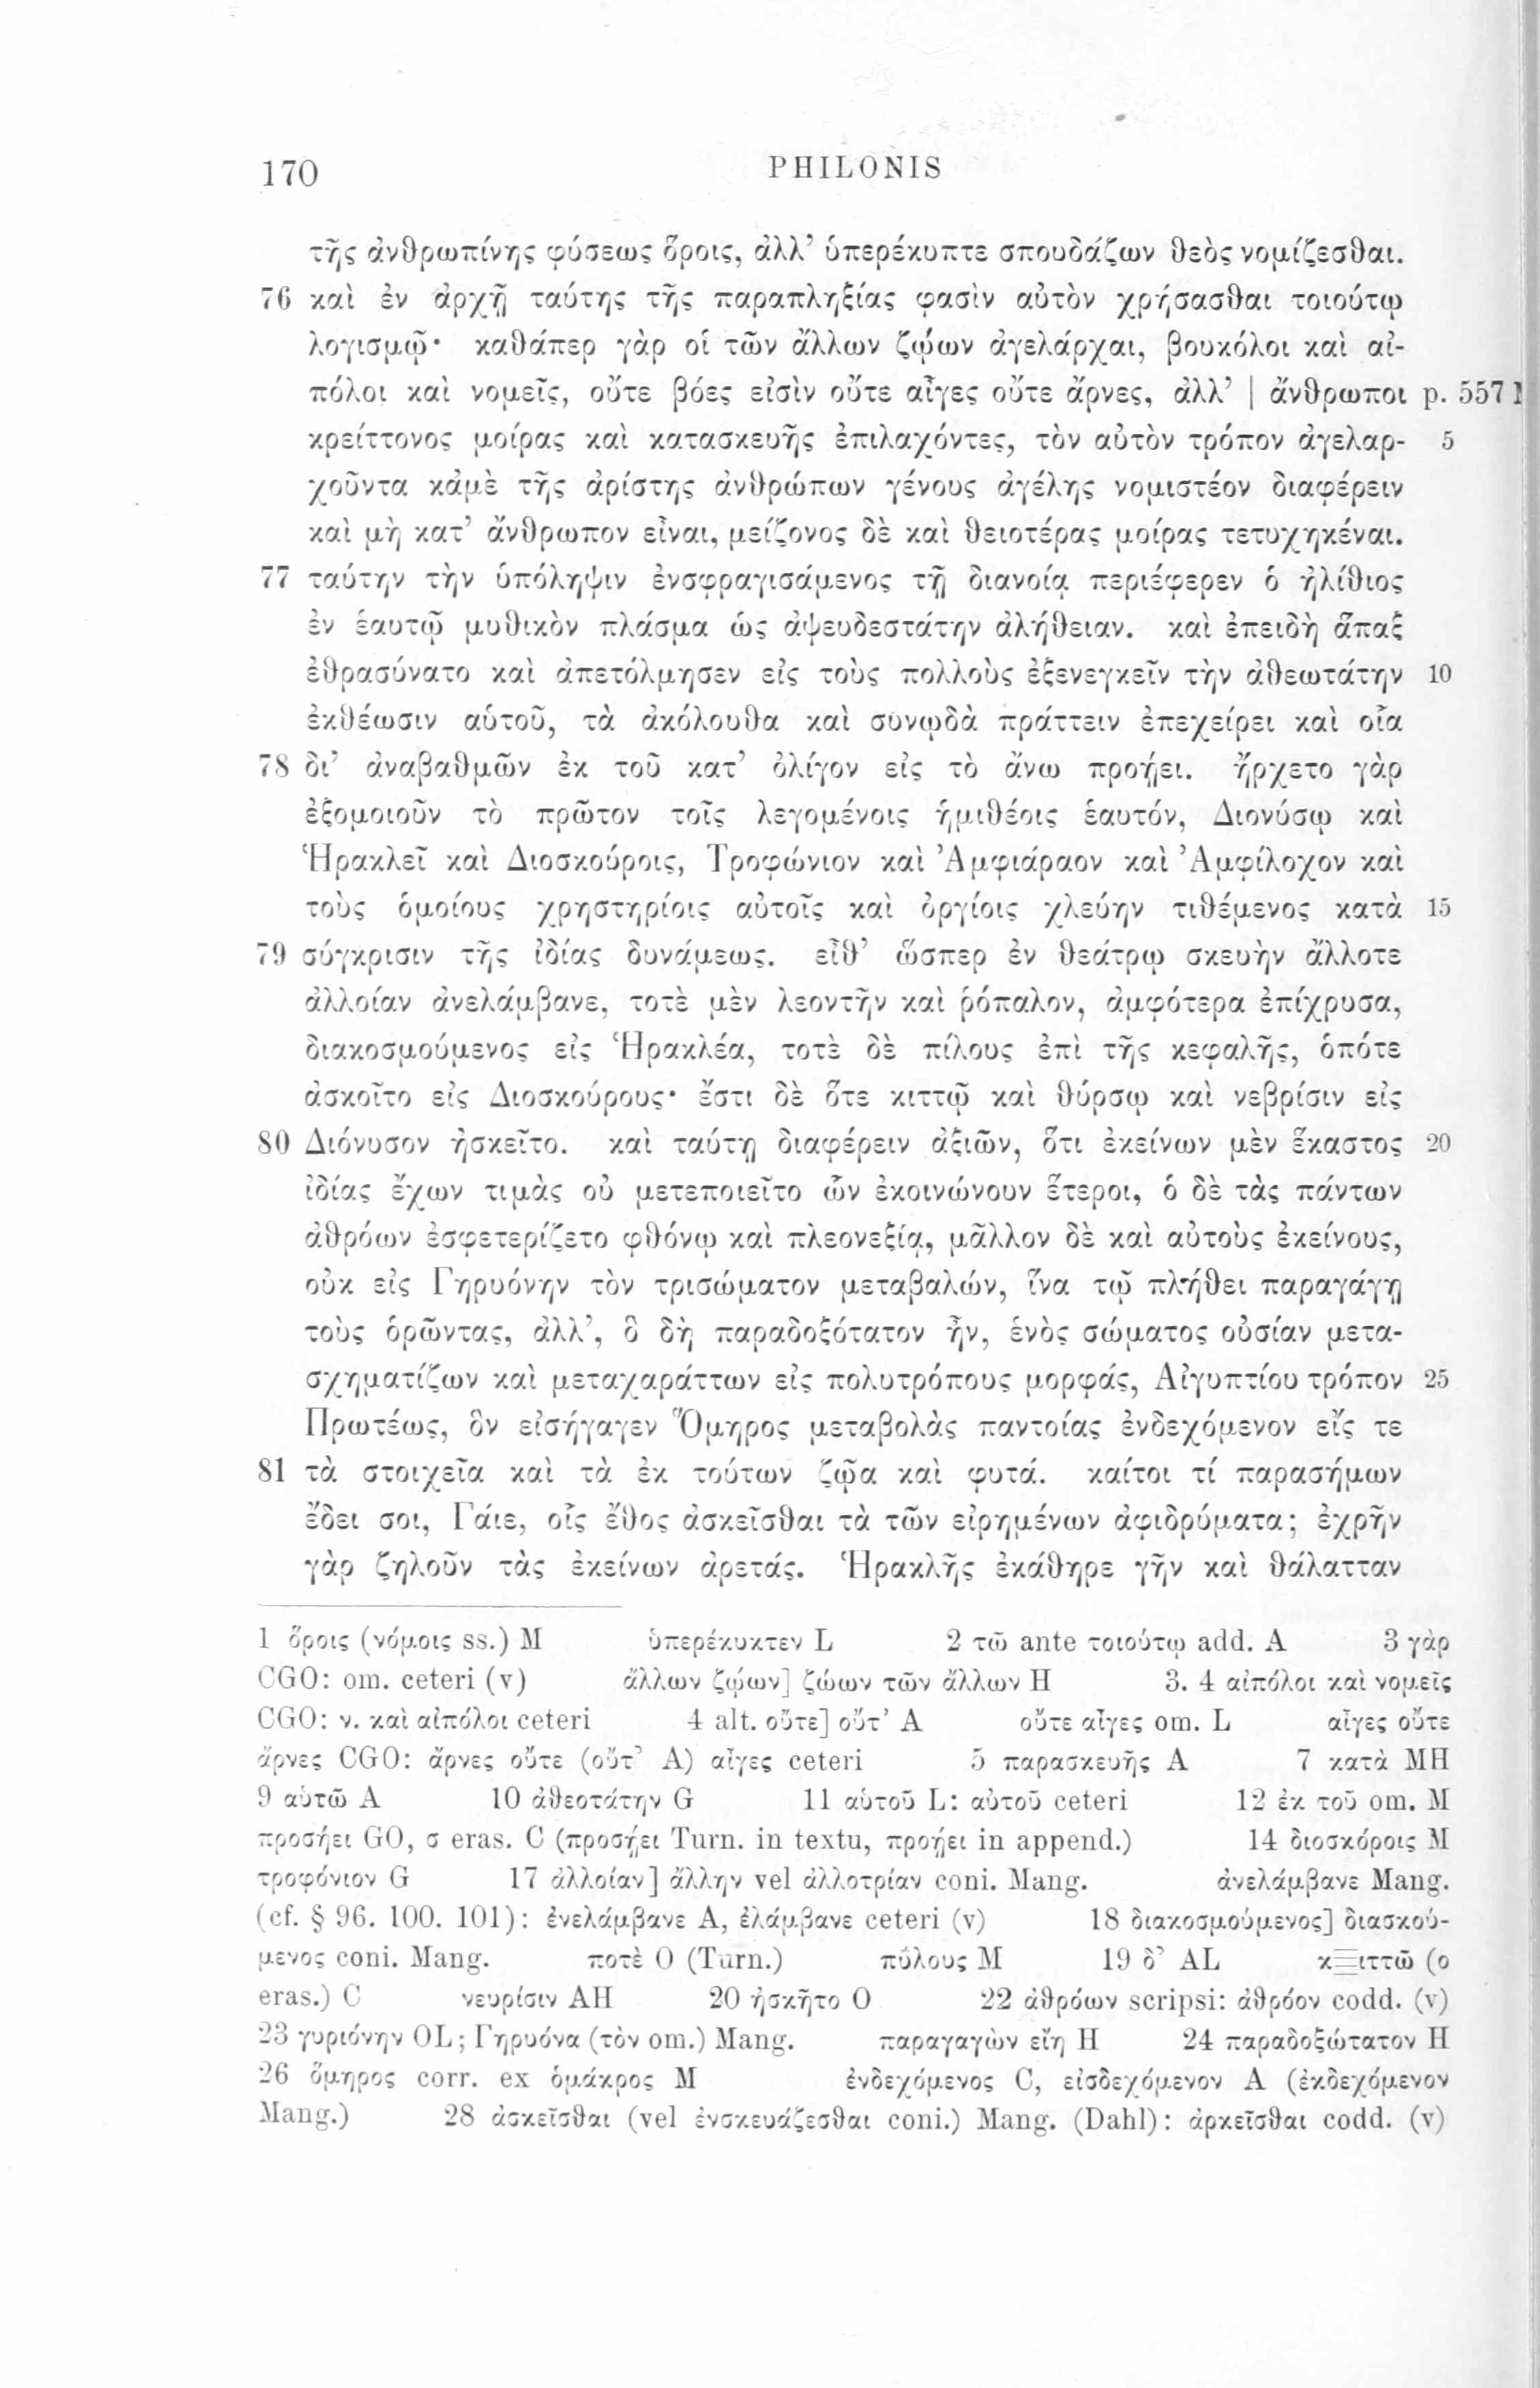 170 PHILONIS
τῆς ἀνθρωπίνης φύσεως ὅροις, ἀλλ’ ὑπερέκυπτε σπουδάζων θεὸς νομίζεσθαι.
76 καὶ ἐν ἀρχῇ ταύτης τῆς παραπληξίας φασὶν αὐτὸν χρήσασθαι τοιούτῳ
λογισμῷ· καθάπερ γὰρ οἱ τῶν ἄλλων ζῴων ἀγελάρχαι, βουκόλοι καὶ αἰ-
πόλοι καὶ νομεῖς, οὔτε βόες εἰσὶν οὔτε αἶγες οὔτε ἄρνες, ἀλλ’ | ἄνθρωποι p. 557
κρείττονος μοίρας καὶ κατασκευῆς ἐπιλαχόντες, τὸν αὐτὸν τρόπον ἀγελαρ- 5
χοῦντα κἀμὲ τῆς ἀρίστης ἀνθρώπων γένους ἀγέλης νομιστέον διαφέρειν
καὶ μὴ κατ’ ἄνθρωπον εἶναι, μείζονος δὲ καὶ θειοτέρας μοίρας τετυχηκέναι.
77 ταύτην τὴν ὑπόληψιν ἐνσφραγισάμενος τῇ διανοίᾳ περιέφερεν ὁ ἠλίθιος
ἐν ἑαυτῷ μυθικὸν πλάσμα ὡς ἀψευδεστάτην ἀλήθειαν. καὶ ἐπειδὴ ἅπαξ
ἐθρασύνατο καὶ ἀπετόλμησεν εἰς τοὺς πολλοὺς ἐξενεγκεῖν τὴν ἀθεωτάτην 10
ἐκθέωσιν αὑτοῦ, τὰ ἀκόλουθα καὶ συνῳδὰ πράττειν ἐπεχείρει καὶ οἷα
78 δι’ ἀναβαθμῶν ἐκ τοῦ κατ’ ὀλίγον εἰς τὸ ἄνω προῄει. ἤρχετο γὰρ
ἐξομοιοῦν τὸ πρῶτον τοῖς λεγομένοις ἡμιθέοις ἑαυτόν, Διονύσῳ καὶ
Ἡρακλεῖ καὶ Διοσκούροις, Τροφώνιον καὶ Ἀμφιάραον καὶ Ἀμφίλοχον καὶ
τοὺς ὁμοίους χρηστηρίοις αὐτοῖς καὶ ὀργίοις χλεύην τιθέμενος κατὰ 15
79 σύγκρισιν τῆς ἰδίας δυνάμεως. εἶθ’ ὥσπερ ἐν θεάτρῳ σκευὴν ἄλλοτε
ἀλλοίαν ἀνελάμβανε, τοτὲ μὲν λεοντῆν καὶ ῥόπαλον, ἀμφότερα ἐπίχρυσα,
διακοσμούμενος εἰς Ἡρακλέα, τοτὲ δὲ πίλους ἐπὶ τῆς κεφαλῆς, ὁπότε
ἀσκοῖτο εἰς Διοσκούρους· ἔστι δὲ ὅτε κιττῷ καὶ θύρσῳ καὶ νεβρίσιν εἰς
80 Διόνυσον ἠσκεῖτο. καὶ ταύτῃ διαφέρειν ἀξιῶν, ὅτι ἐκείνων μὲν ἕκαστος 20
ἰδίας ἔχων τιμὰς οὐ μετεποιεῖτο ὧν ἐκοινώνουν ἕτεροι, ὁ δὲ τὰς πάντων
ἀθρόων ἐσφετερίζετο φθόνῳ καὶ πλεονεξίᾳ, μᾶλλον δὲ καὶ αὐτοὺς ἐκείνους,
οὐκ εἰς Γηρυόνην τὸν τρισώματον μεταβαλών, ἵνα τῷ πλήθει παραγάγῃ
τοὺς ὁρῶντας, ἀλλ’, ὃ δὴ παραδοξότατον ἦν, ἑνὸς σώματος οὐσίαν μετα-
σχηματίζων καὶ μεταχαράττων εἰς πολυτρόπους μορφάς, Αἰγυπτίου τρόπον 25
Πρωτέως, ὃν εἰσήγαγεν Ὅμηρος μεταβολὰς παντοίας ἐνδεχόμενον εἴς τε
81 τὰ στοιχεῖα καὶ τὰ ἐκ τούτων ζῷα καὶ φυτά. καίτοι τί παρασήμων
ἔδει σοι, Γάιε, οἷς ἔθος ἀσκεῖσθαι τὰ τῶν εἰρημένων ἀφιδρύματα; ἐχρῆν
γὰρ ζηλοῦν τὰς ἐκείνων ἀρετάς. Ἡρακλῆς ἐκάθηρε γῆν καὶ θάλατταν
1 ὅροις (νόμοις ss.) M ὑπερέκυκτεν L 2 τῶ ante τοιούτῳ add. A 3 γὰρ
CGO: om. ceteri (v) ἄλλων ζῴων] ζώων τῶν ἄλλων H 3. 4 αἰπόλοι καὶ νομεῖς
CGO: ν. καὶ αἰπόλοι ceteri 4 alt. οὔτε] οὔτ’ A οὔτε αἶγες om. L αἶγες οὔτε
ἄρνες CGO: ἄρνες οὔτε (οὔτ’ A) αἶγες ceteri 5 παρασκευῆς A 7 κατὰ MH
9 αὑτῶ A 10 ἀθεοτάτην G 11 αὑτοῦ L: αὐτοῦ ceteri 12 ἐκ τοῦ om. M
προσήει GO, σ eras. C (προσῄει Turn. in textu, προῄει in append.) 14 διοσκόροις M
τροφόνιον G 17 ἀλλοίαν] ἄλλην vel ἀλλοτρίαν coni. Mang. ἀνελάμβανε Mang.
(cf. § 96. 100. 101): ἐνελάμβανε A, ἐλάμβανε ceteri (v) 18 διακοσμούμενος] διασκού-
μενος coni. Mang. ποτὲ O (Turn.) πύλους M 19 δ’ AL κ ιττῶ (ο
eras.) C νευρίσιν AH 20 ἠσκῆτο O 22 ἀθρόων scripsi: ἀθρόον codd. (v)
23 γυριόνην OL; Γηρυόνα (τὸν om.) Mang. παραγαγὼν εἴη H 24 παραδοξώτατον H
26 ὅμηρος corr. ex ὁμάκρος M ἐνδεχόμενος C, εἰσδεχόμενον A (ἐκδεχόμενον
Mang.) 28 ἀσκεῖσθαι (vel ἐνσκευάζεσθαι coni.) Mang. (Dahl): ἀρκεῖσθαι codd. (v)